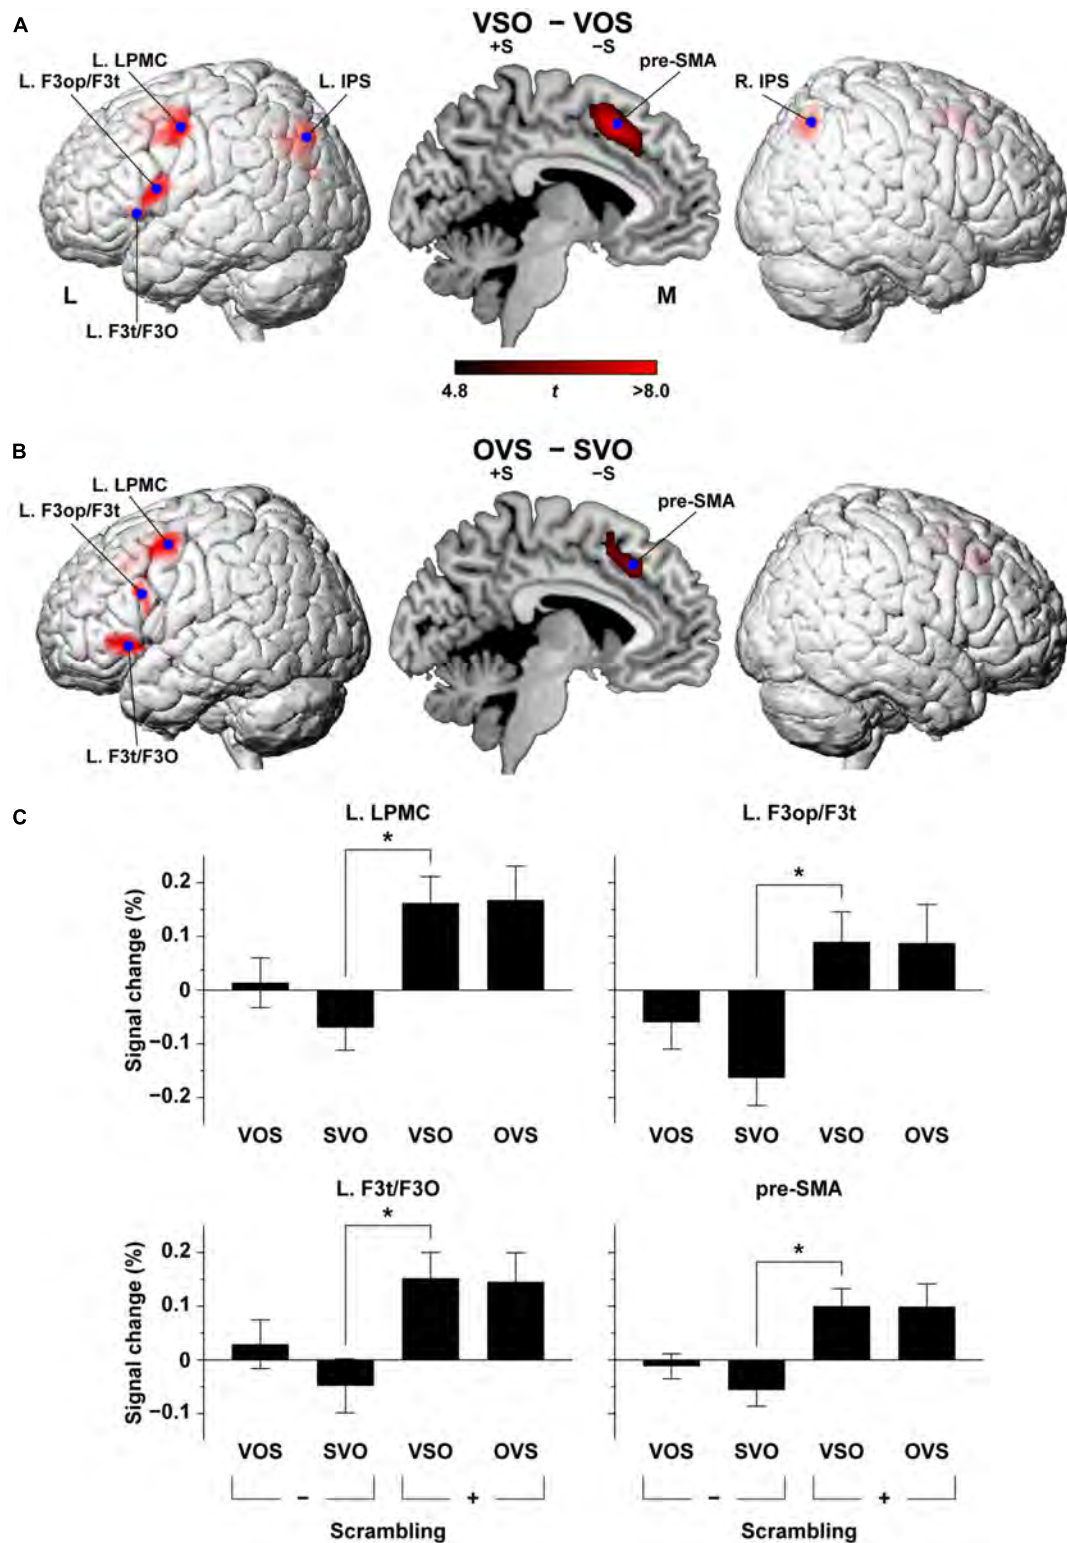 A
VSO − VOS
+S −S
L. LPMC
L. F3op/F3t
L. IPS
pre-SMA
R. IPS
L
M
L. F3t/F3O
4.8 t >8.0
B
OVS − SVO
+S −S
L. LPMC
L. F3op/F3t
pre-SMA
L. F3t/F3O
C
L. LPMC
*
Signal change (%)
0.2
0.1
0
−0.1
−0.2
VOS SVO VSO OVS
L. F3op/F3t
*
VOS SVO VSO OVS
L. F3t/F3O
*
Signal change (%)
0.2
0.1
0
−0.1
VOS SVO VSO OVS
− +
Scrambling
pre-SMA
*
VOS SVO VSO OVS
− +
Scrambling